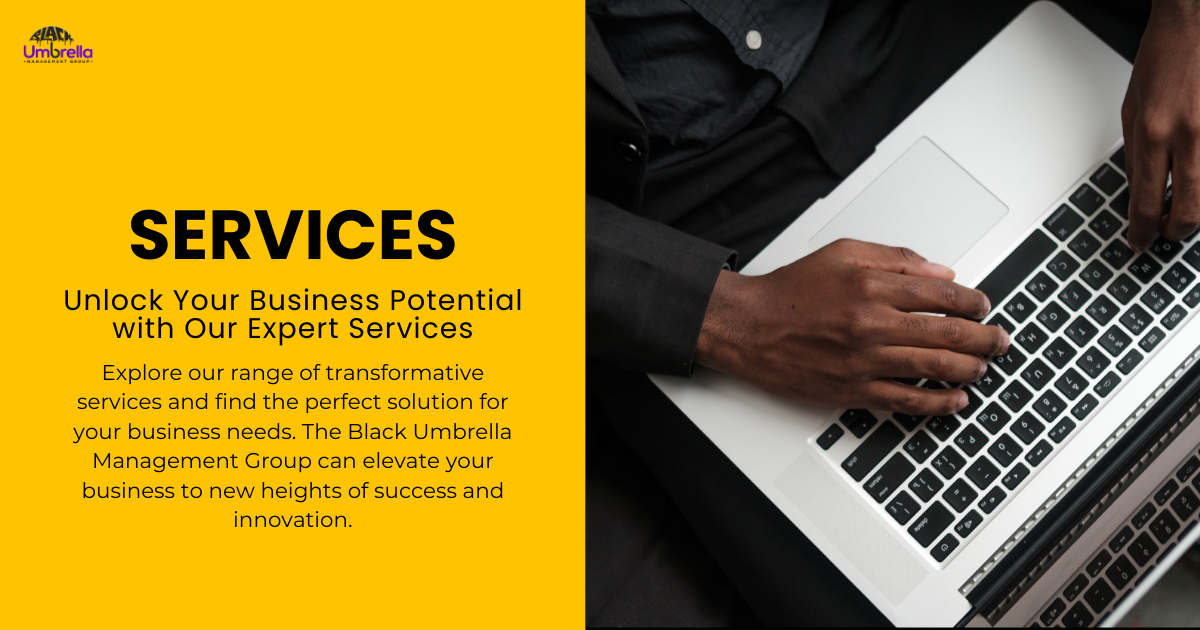 BLACK
Umbrella
•MANAGEMENT GROUP•
SERVICES
Unlock Your Business Potential
with Our Expert Services
Explore our range of transformative
services and find the perfect solution for
your business needs. The Black Umbrella
Management Group can elevate your
business to new heights of success and
innovation.